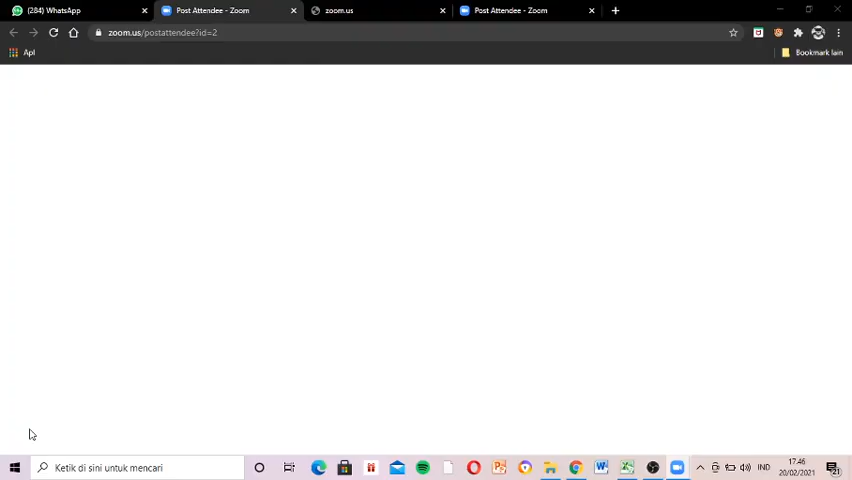 (284) WhatsApp
Post Attendee - Zoom
zoom.us
Post Attendee - Zoom
zoom.us/postattendee?id=2
Apl
Bookmark lain
Ketik di sini untuk mencari
IND
17.46
20/02/2021
21